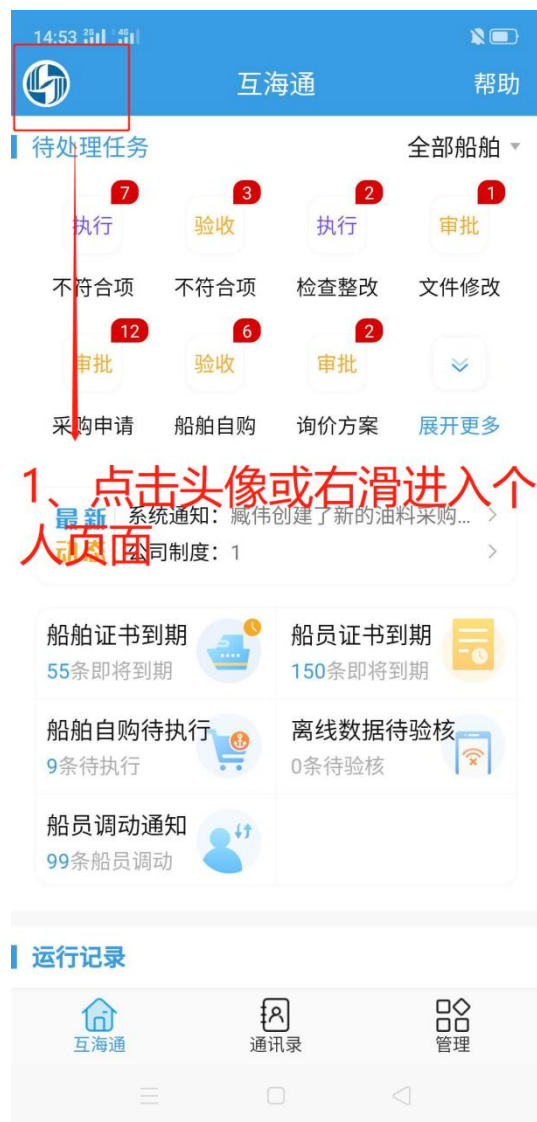 14:53
互海通
帮助
待处理任务
全部船舶
7
3
2
1
执行
验收
执行
审批
不符合项
不符合项
检查整改
文件修改
12
6
2
审批
验收
审批
采购申请
船舶自购
询价方案
展开更多
1、点击头像或右滑进入个
人页面
最新
动态
系统通知：臧伟创建了新的油料采购...
公司制度：1
船舶证书到期
55条即将到期
船员证书到期
150条即将到期
船舶自购待执行
9条待执行
离线数据待验核
0条待验核
船员调动通知
99条船员调动
运行记录
互海通
通讯录
管理